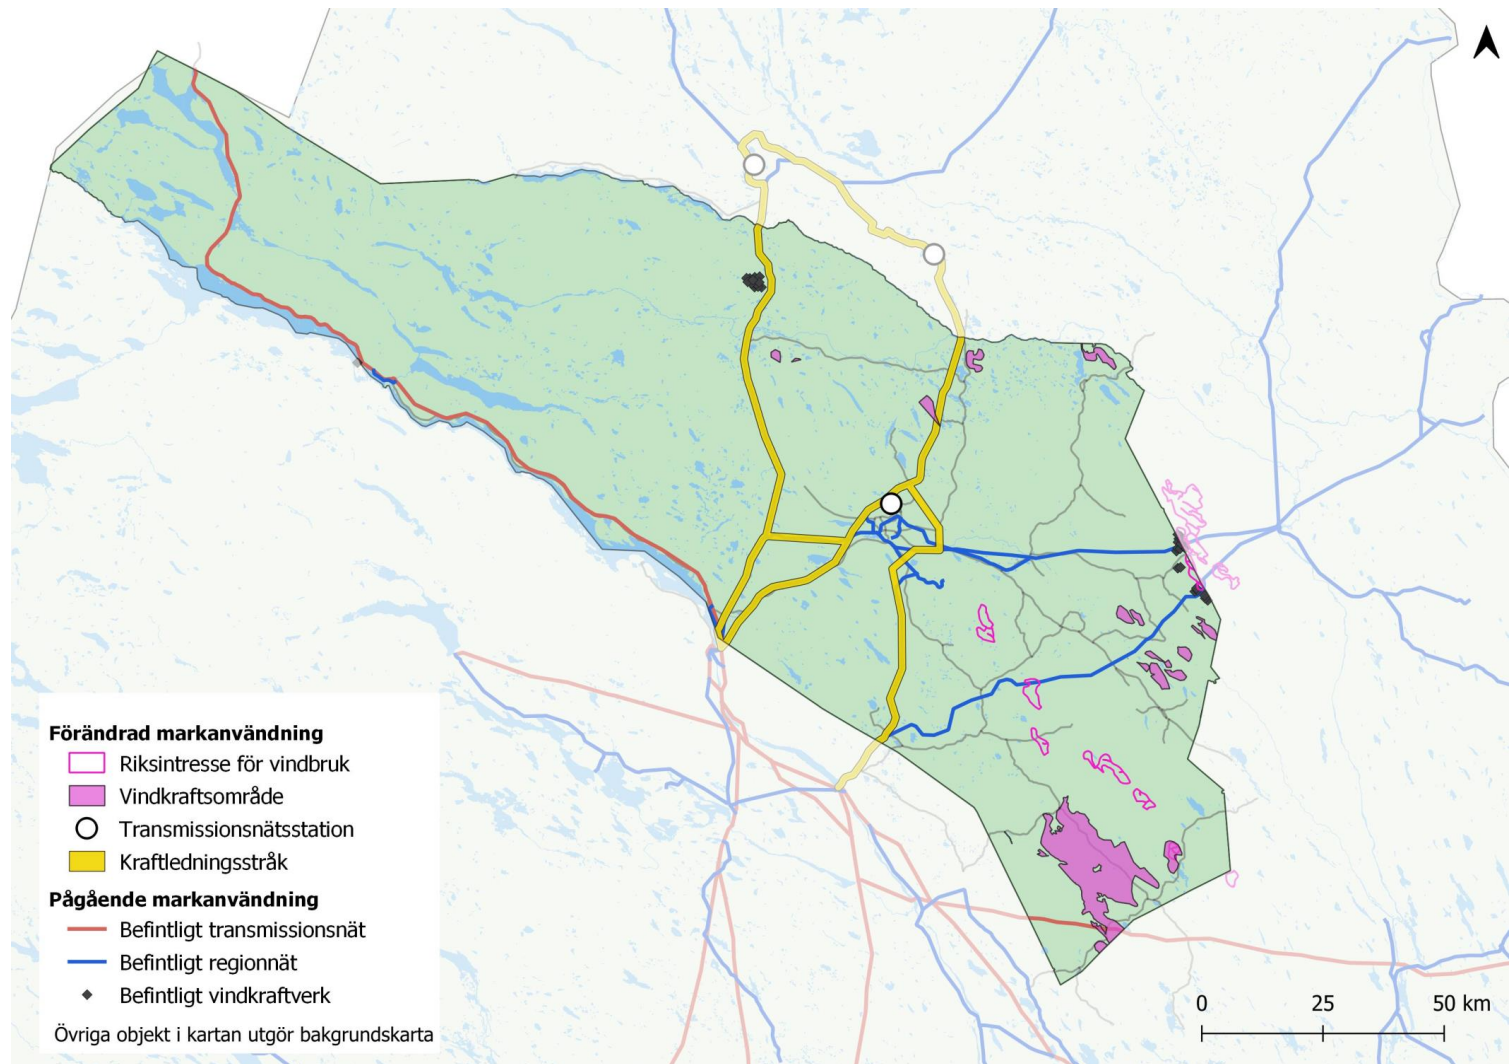 Förändrad markanvändning
Riksintresse för vindbruk
Vindkraftsområde
Transmissionsnätsstation
Kraftledningsstråk
Pågående markanvändning
Befintligt transmissionsnät
Befintligt regionnät
Befintligt vindkraftverk
Övriga objekt i kartan utgör bakgrundskarta
0 25 50 km